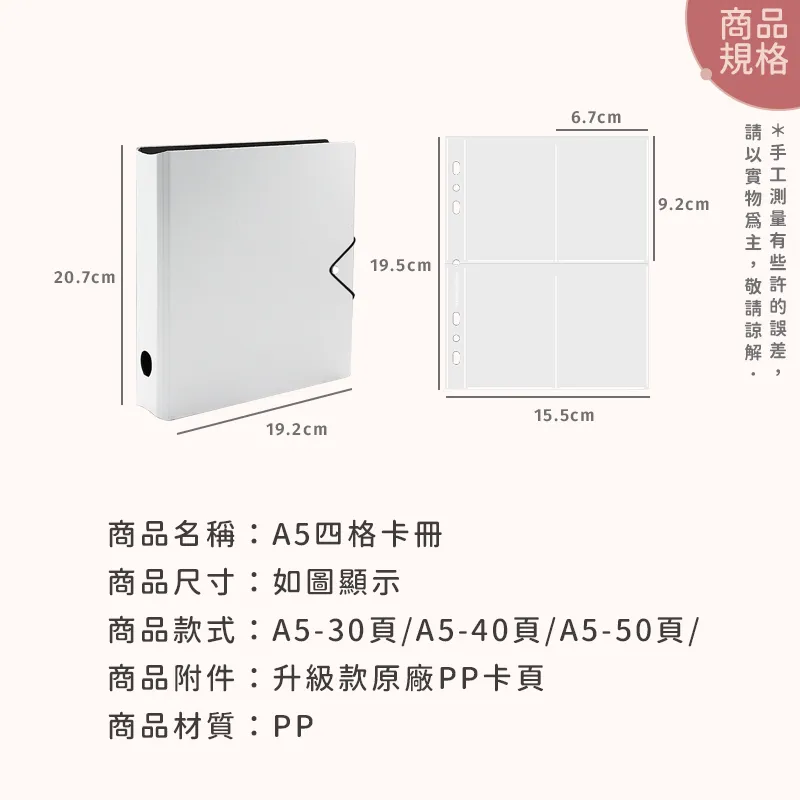 商品
規格
＊手工測量有些許的誤差，
請以實物為主，敬請諒解．
6.7cm
9.2cm
20.7cm
19.5cm
19.2cm
15.5cm
商品名稱：A5四格卡冊
商品尺寸：如圖顯示
商品款式：A5-30頁/A5-40頁/A5-50頁/
商品附件：升級款原廠PP卡頁
商品材質：PP